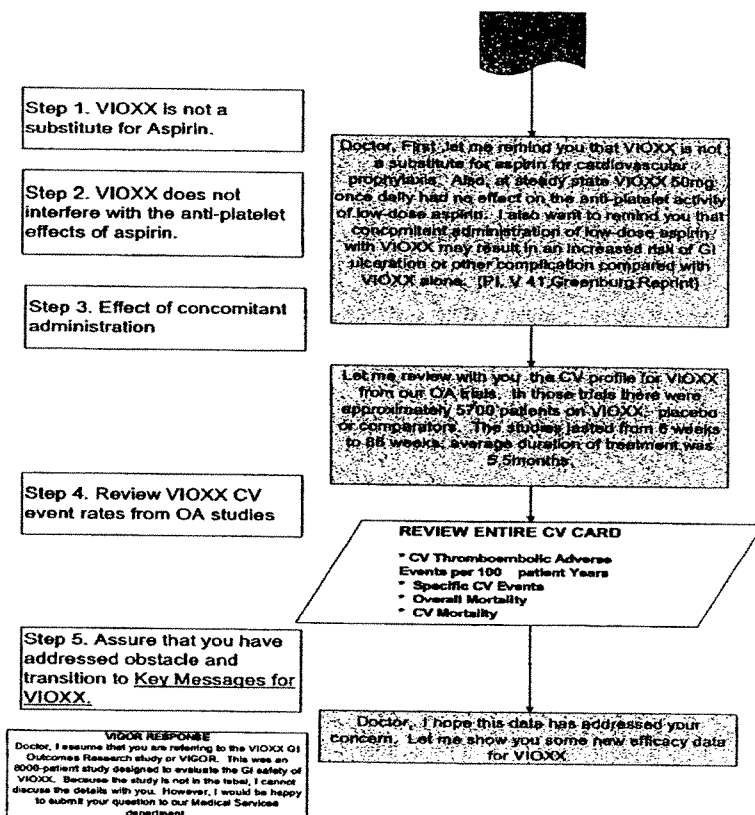 Step 1. VIOXX is not a
substitute for Aspirin.
Step 2. VIOXX does not
interfere with the anti-platelet
effects of aspirin.
Step 3. Effect of concomitant
administration
Doctor, First, let me remind you that VIOXX is not
a substitute for aspirin for cardiovascular
prophylaxis. Also, at steady state VIOXX 50mg
once daily had no effect on the anti-platelet activity
of low-dose aspirin. I also want to remind you that
concomitant administration of low-dose aspirin
with VIOXX may result in an increased risk of GI
ulceration or other complication compared with
VIOXX alone. (PI, V 41, Greenburg Reprint)
Let me review with you the CV profile for VIOXX
from our OA trials. In those trials there were
approximately 5700 patients on VIOXX, placebo
or comparators. The studies lasted from 6 weeks
to 86 weeks, average duration of treatment was
5.5months.
Step 4. Review VIOXX CV
event rates from OA studies
REVIEW ENTIRE CV CARD
* CV Thromboembolic Adverse
Events per 100 patient Years
* Specific CV Events
* Overall Mortality
* CV Mortality
Step 5. Assure that you have
addressed obstacle and
transition to Key Messages for
VIOXX.
Doctor, I hope this data has addressed your
concern. Let me show you some new efficacy data
for VIOXX
VIGOR RESPONSE
Doctor, I assume that you are referring to the VIOXX GI
Outcomes Research study or VIGOR. This was an
8000-patient study designed to evaluate the GI safety of
VIOXX. Because the study is not in the label, I cannot
discuss the details with you. However, I would be happy
to submit your question to our Medical Services
department